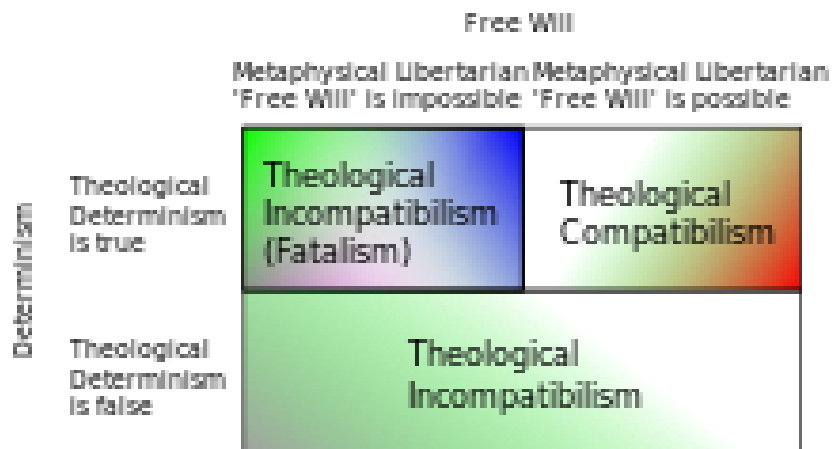 Free Will
Metaphysical Libertarian
'Free Will' is impossible
Metaphysical Libertarian
'Free Will' is possible
Determinism
Theological
Determinism
is true
Theological
Incompatibilism
(Fatalism)
Theological
Compatibilism
Theological
Determinism
is false
Theological
Incompatibilism